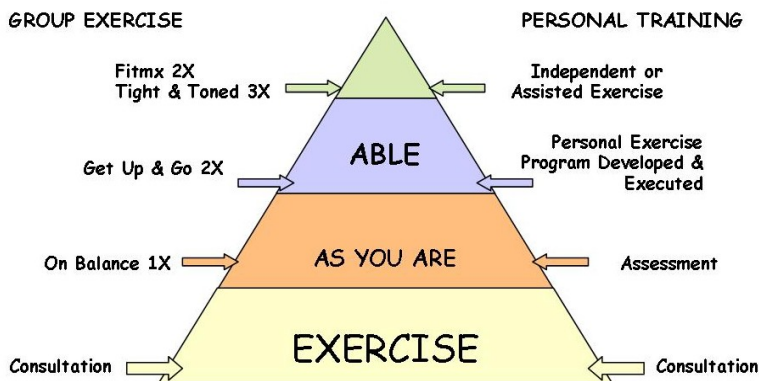 GROUP EXERCISE
PERSONAL TRAINING
Fitmx 2X
Tight & Toned 3X
Independent or
Assisted Exercise
ABLE
Get Up & Go 2X
Personal Exercise
Program Developed &
Executed
On Balance 1X
AS YOU ARE
Assessment
EXERCISE
Consultation
Consultation